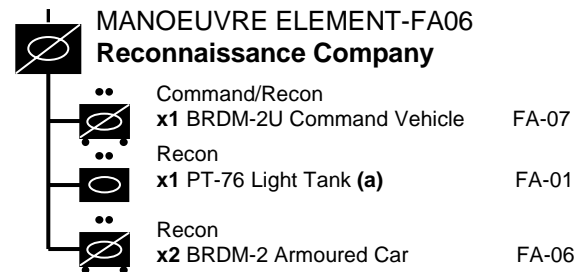 MANOEUVRE ELEMENT-FA06
Reconnaissance Company
Command/Recon
x1 BRDM-2U Command Vehicle FA-07
Recon
x1 PT-76 Light Tank (a) FA-01
Recon
x2 BRDM-2 Armoured Car FA-06